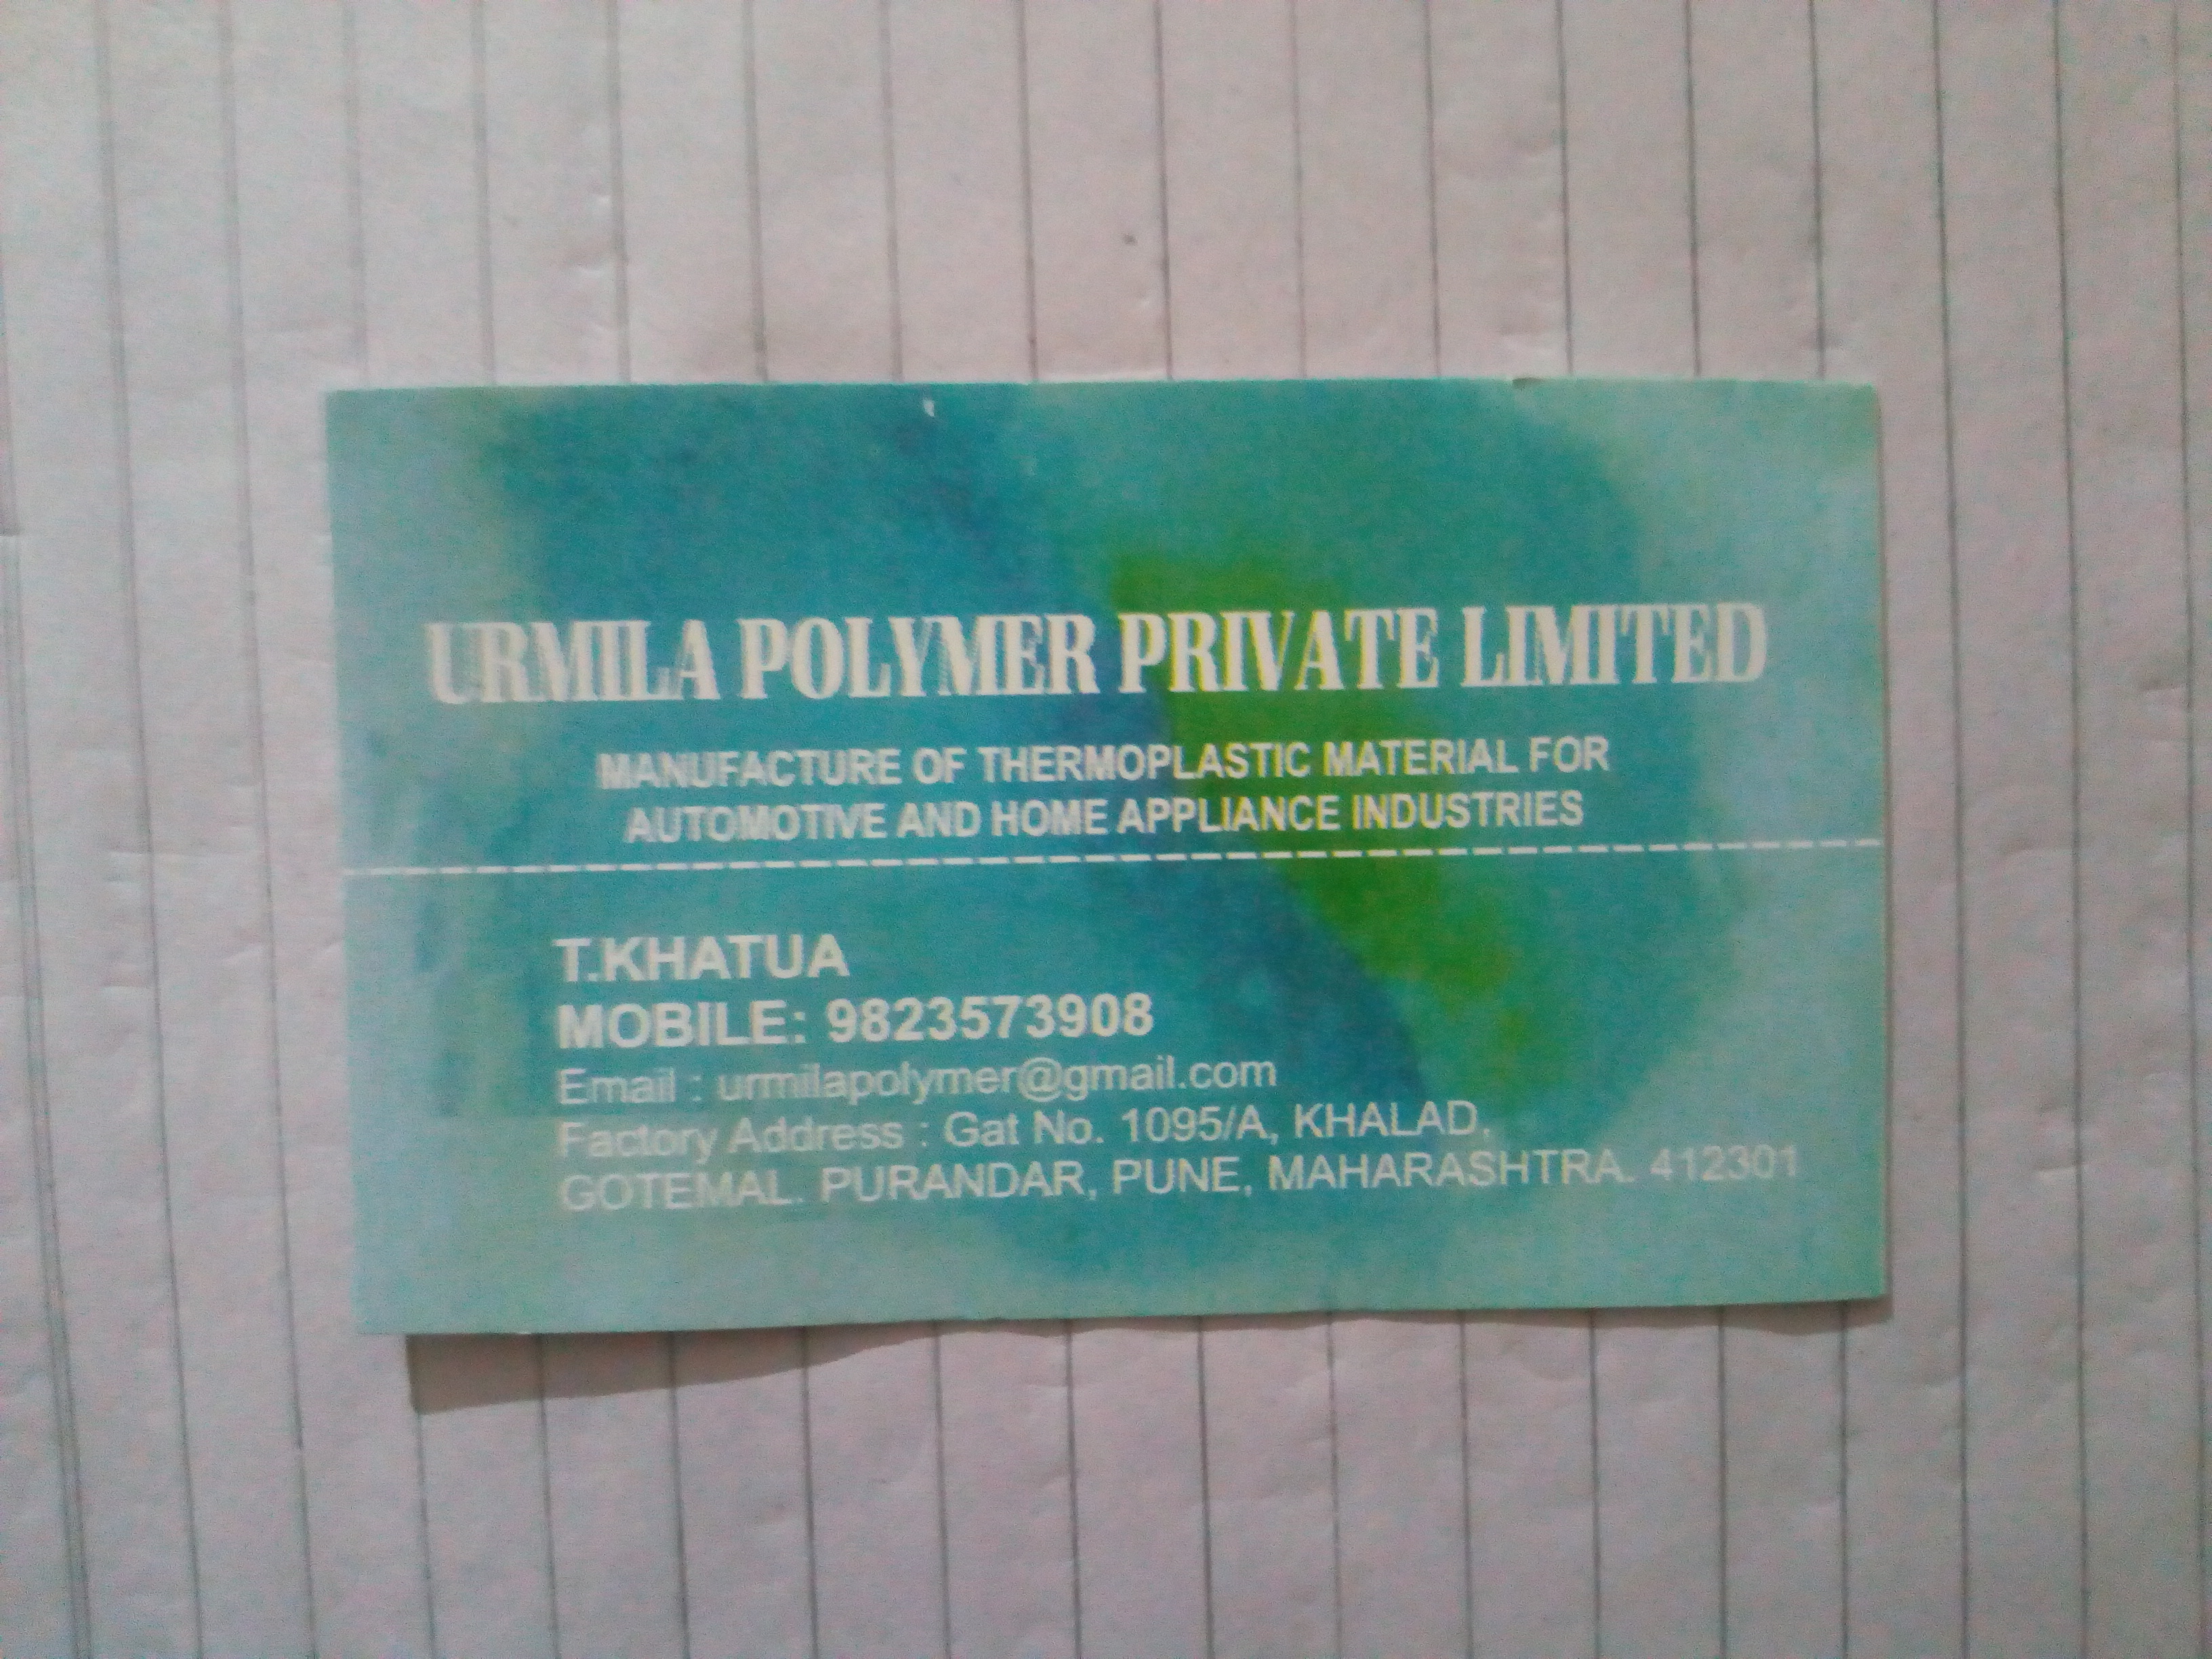 URMILA POLYMER PRIVATE LIMITED
MANUFACTURE OF THERMOPLASTIC MATERIAL FOR
AUTOMOTIVE AND HOME APPLIANCE INDUSTRIES
T.KHATUA
MOBILE: 9823573908
Email : urmilapolymer@gmail.com
Factory Address : Gat No. 1095/A, KHALAD,
GOTEMAL. PURANDAR, PUNE, MAHARASHTRA. 412301